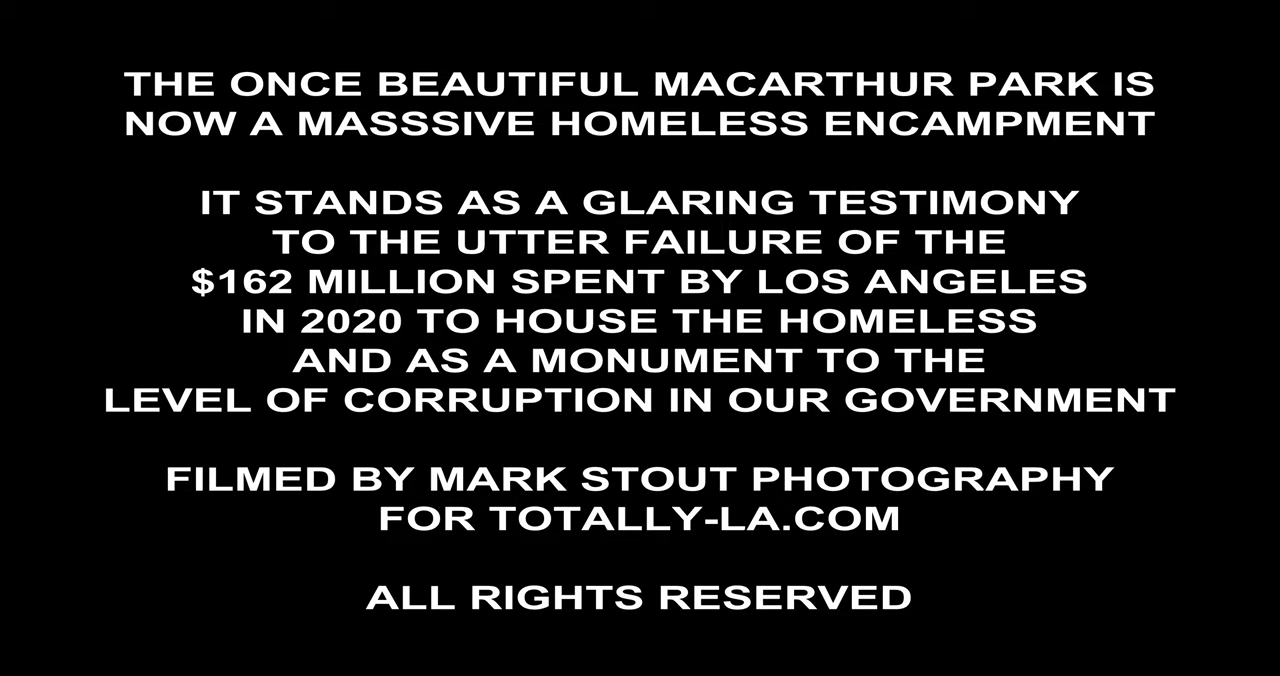 THE ONCE BEAUTIFUL MACARTHUR PARK IS
NOW A MASSSIVE HOMELESS ENCAMPMENT
IT STANDS AS A GLARING TESTIMONY
TO THE UTTER FAILURE OF THE
$162 MILLION SPENT BY LOS ANGELES
IN 2020 TO HOUSE THE HOMELESS
AND AS A MONUMENT TO THE
LEVEL OF CORRUPTION IN OUR GOVERNMENT
FILMED BY MARK STOUT PHOTOGRAPHY
FOR TOTALLY-LA.COM
ALL RIGHTS RESERVED